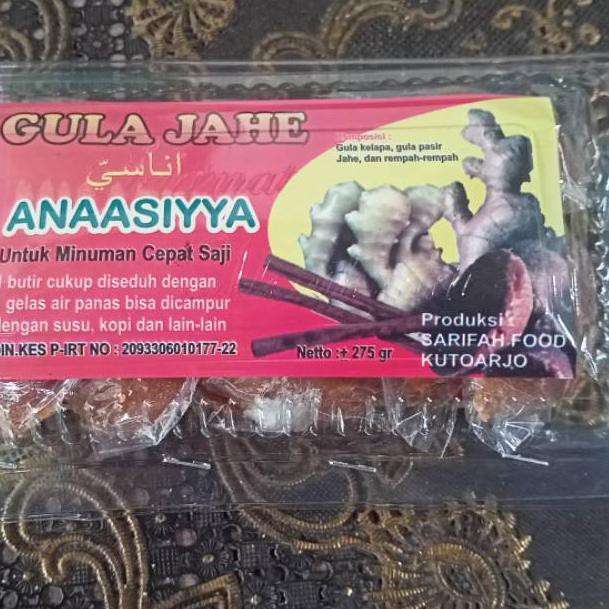 GULA JAHE
اناسيّ
ANAASIYYA
Untuk Minuman Cepat Saji
butir cukup diseduh dengan
gelas air panas bisa dicampur
dengan susu, kopi dan lain-lain
DIN.KES P-IRT NO : 2093306010177-22
Komposisi :
Gula kelapa, gula pasir
Jahe, dan rempah-rempah
Netto :± 275 gr
Produksi :
SARIFAH FOOD
KUTOARJO